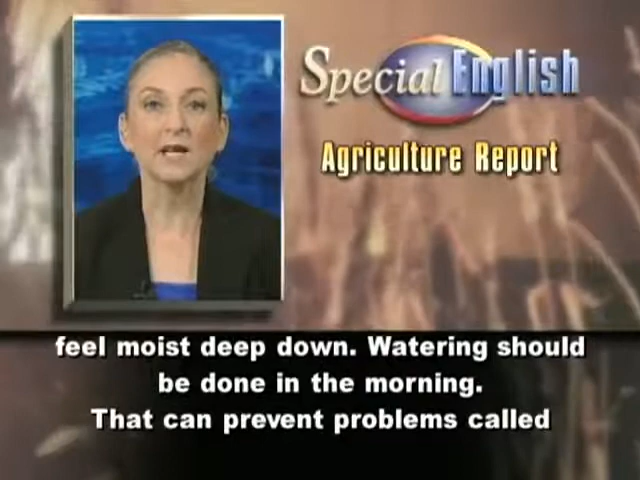 Special English
Agriculture Report
feel moist deep down. Watering should
be done in the morning.
That can prevent problems called